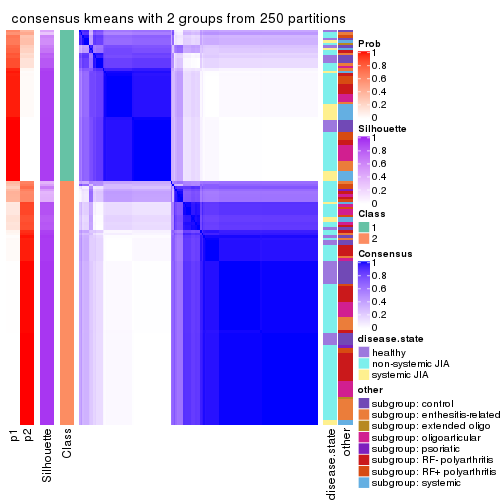 consensus kmeans with 2 groups from 250 partitions
Prob
1
0.8
0.6
0.4
0.2
0
Silhouette
1
0.8
0.6
0.4
0.2
0
Class
1
2
Consensus
1
0.8
0.6
0.4
0.2
0
disease.state
healthy
non-systemic JIA
systemic JIA
other
subgroup: control
subgroup: enthesitis-related
subgroup: extended oligo
subgroup: oligoarticular
subgroup: psoriatic
subgroup: RF- polyarthritis
subgroup: RF+ polyarthritis
subgroup: systemic
p1
p2
Silhouette
Class
disease.state
other